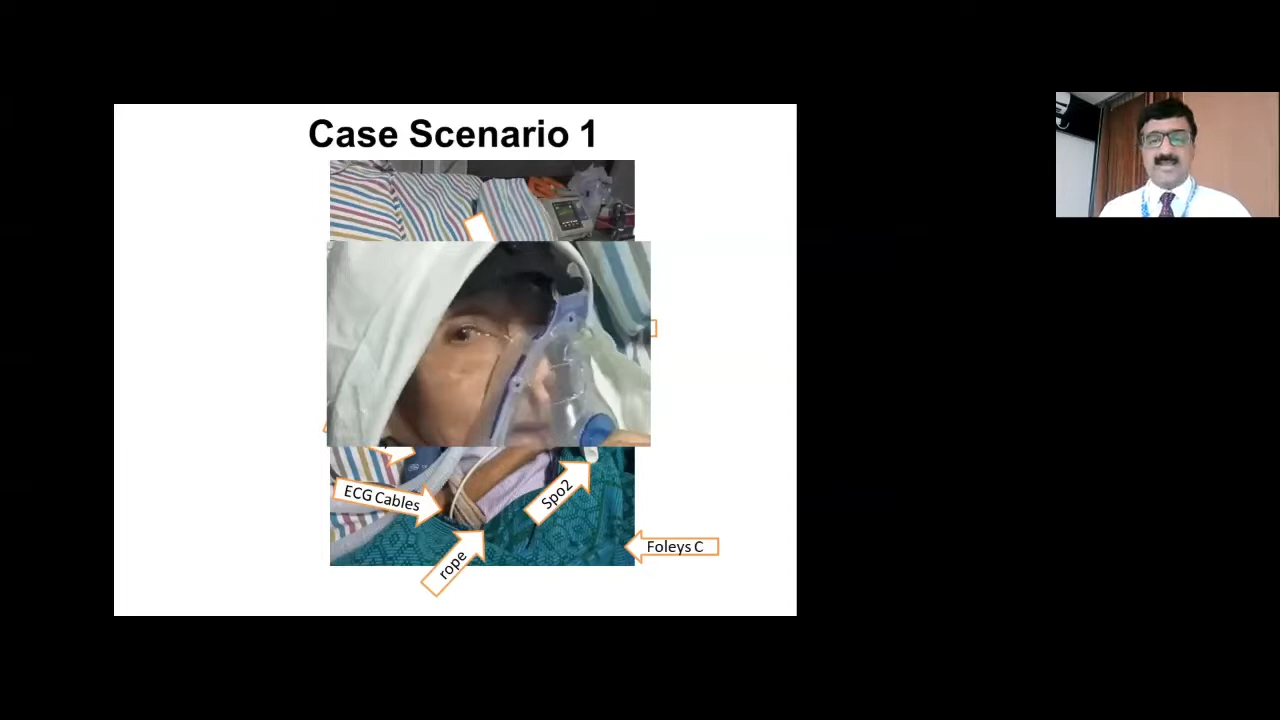 Case Scenario 1
ECG Cables
Spo2
rope
Foleys C